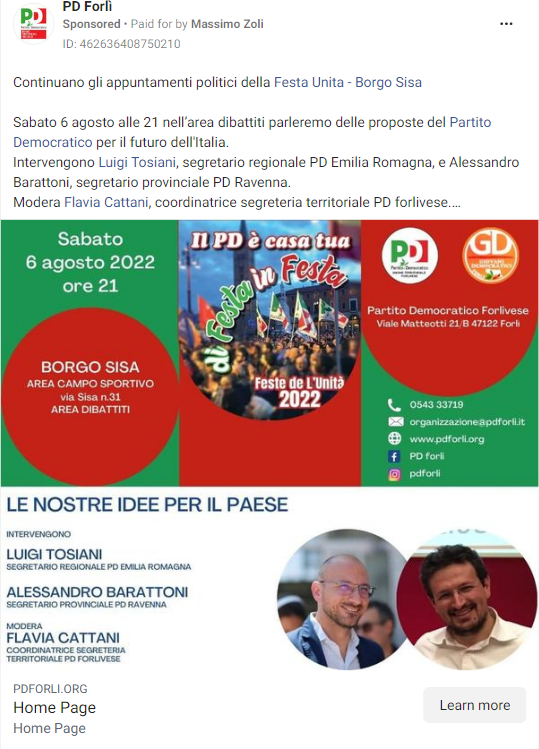 PD Forlì
Sponsored • Paid for by Massimo Zoli
ID: 462636408750210
Continuano gli appuntamenti politici della Festa Unita - Borgo Sisa
Sabato 6 agosto alle 21 nell'area dibattiti parleremo delle proposte del Partito
Democratico per il futuro dell'Italia.
Intervengono Luigi Tosiani, segretario regionale PD Emilia Romagna, e Alessandro
Barattoni, segretario provinciale PD Ravenna.
Modera Flavia Cattani, coordinatrice segreteria territoriale PD forlivese....
Sabato
6 agosto 2022
ore 21
BORGO SISA
AREA CAMPO SPORTIVO
via Sisa n.31
AREA DIBATTITI
Il PD è casa tua
di Festa in Festa
Feste de L'Unità
2022
PD
Partito Democratico
GD
GIOVANI
DEMOCRATICI
Partito Democratico Forlivese
Viale Matteotti 21/B 47122 Forlì
0543 33719
organizzazione@pdforli.it
www.pdforli.org
PD forlì
pdforli
LE NOSTRE IDEE PER IL PAESE
INTERVENGONO
LUIGI TOSIANI
SEGRETARIO REGIONALE PD EMILIA ROMAGNA
ALESSANDRO BARATTONI
SEGRETARIO PROVINCIALE PD RAVENNA
MODERA
FLAVIA CATTANI
COORDINATRICE SEGRETERIA
TERRITORIALE PD FORLIVESE
PDFORLI.ORG
Home Page
Home Page
Learn more